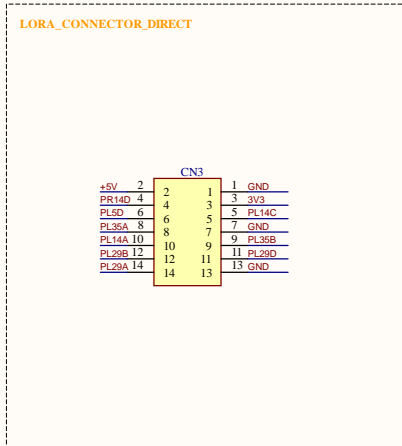 LORA_CONNECTOR_DIRECT
CN3
+5V 2 2 1 1 GND
PR14D 4 4 3 3 3V3
PL5D 6 6 5 5 PL14C
PL35A 8 8 7 7 GND
PL14A 10 10 9 9 PL35B
PL29B 12 12 11 11 PL29D
PL29A 14 14 13 13 GND